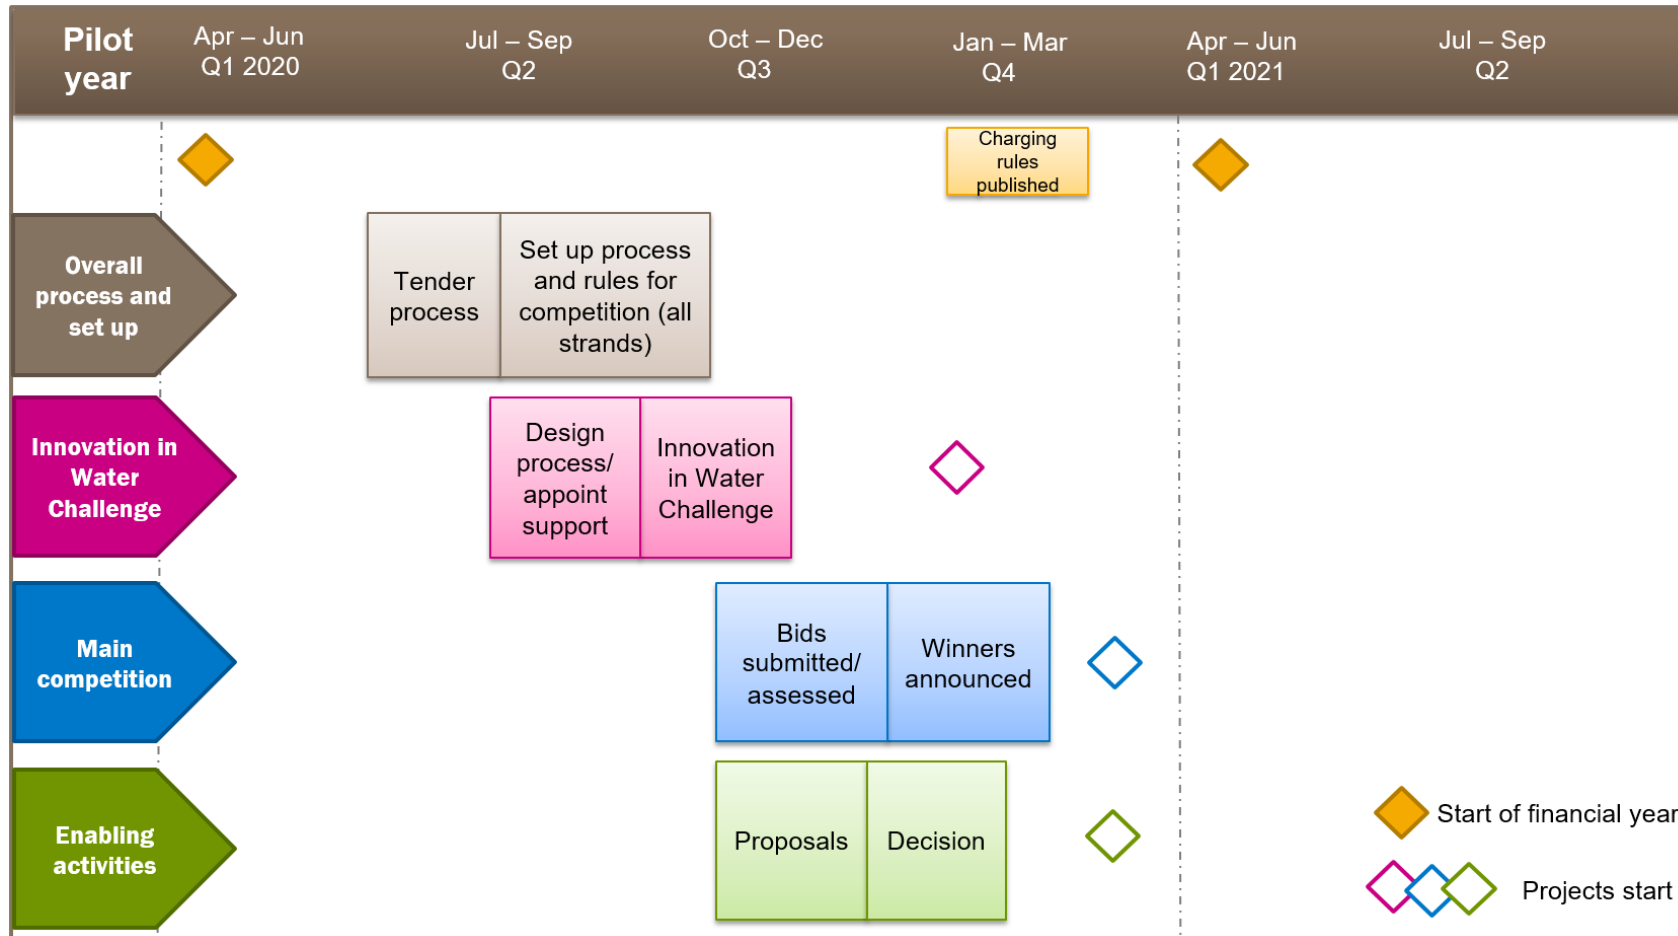 Pilot
year
Apr – Jun
Q1 2020
Jul – Sep
Q2
Oct – Dec
Q3
Jan – Mar
Q4
Apr – Jun
Q1 2021
Jul – Sep
Q2
Charging
rules
published
Overall
process and
set up
Tender
process
Set up process
and rules for
competition (all
strands)
Innovation in
Water
Challenge
Design
process/
appoint
support
Innovation
in Water
Challenge
Main
competition
Bids
submitted/
assessed
Winners
announced
Enabling
activities
Proposals
Decision
Start of financial year
Projects start